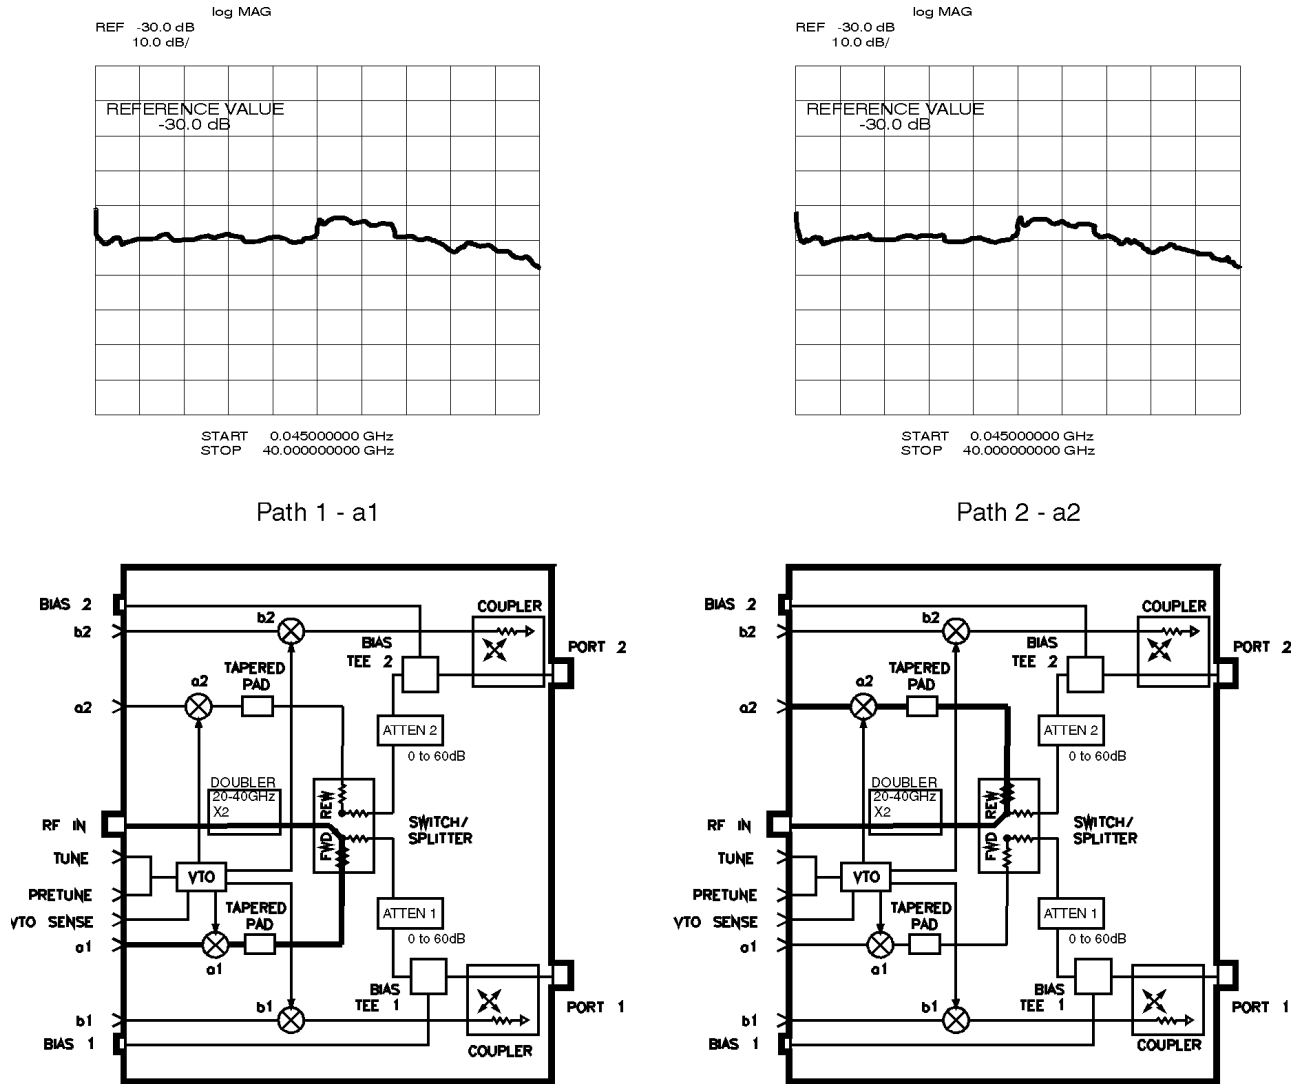 log MAG
REF -30.0 dB
10.0 dB/
REFERENCE VALUE
-30.0 dB
START 0.045000000 GHz
STOP 40.000000000 GHz
Path 1 - a1
log MAG
REF -30.0 dB
10.0 dB/
REFERENCE VALUE
-30.0 dB
START 0.045000000 GHz
STOP 40.000000000 GHz
Path 2 - a2
BIAS 2
b2
b2
COUPLER
BIAS
TEE 2
PORT 2
TAPERED
PAD
a2
a2
ATTEN 2
0 to 60dB
DOUBLER
20-40GHz
X2
REW
FWD
SWITCH/
SPLITTER
RF IN
TUNE
VTO
PRETUNE
VTO SENSE
TAPERED
PAD
ATTEN 1
0 to 60dB
a1
a1
BIAS
TEE 1
PORT 1
b1
b1
BIAS 1
COUPLER
BIAS 2
b2
b2
COUPLER
BIAS
TEE 2
PORT 2
TAPERED
PAD
a2
a2
ATTEN 2
0 to 60dB
DOUBLER
20-40GHz
X2
REW
FWD
SWITCH/
SPLITTER
RF IN
TUNE
VTO
PRETUNE
VTO SENSE
TAPERED
PAD
ATTEN 1
0 to 60dB
a1
a1
BIAS
TEE 1
PORT 1
b1
b1
BIAS 1
COUPLER